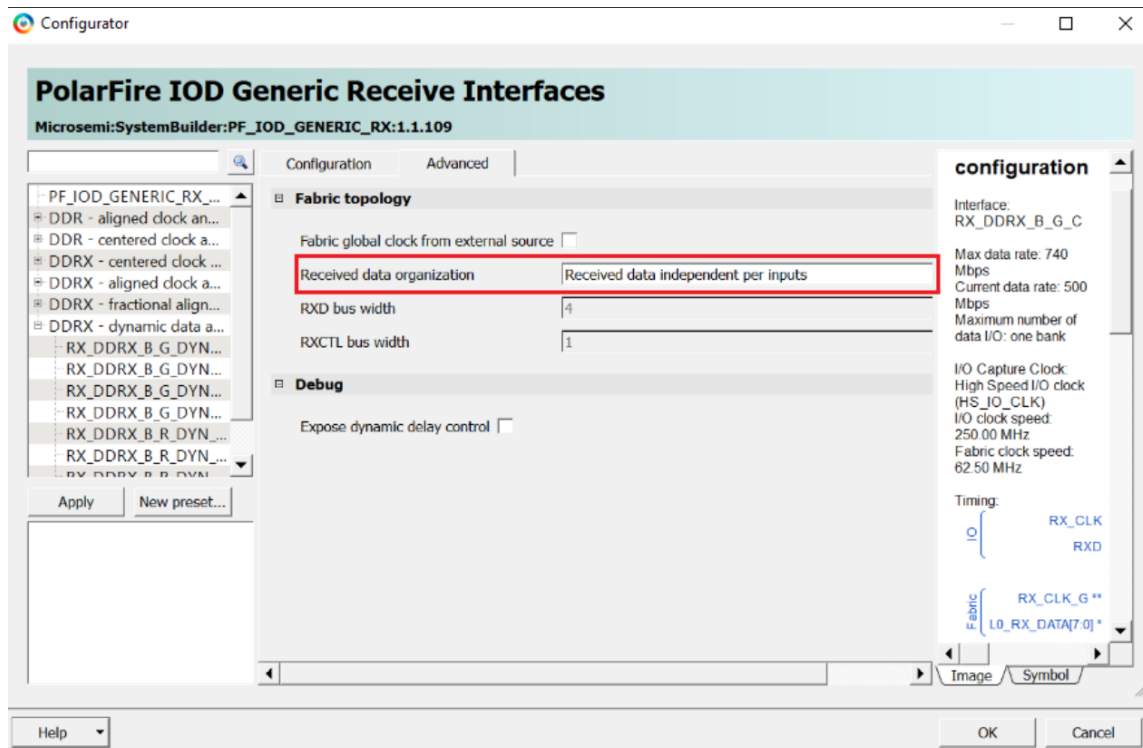 Configurator
PolarFire IOD Generic Receive Interfaces
Microsemi:SystemBuilder:PF_IOD_GENERIC_RX:1.1.109
PF_IOD_GENERIC_RX_...
DDR - aligned clock an...
DDR - centered clock a...
DDRX - centered clock ...
DDRX - aligned clock a...
DDRX - fractional align...
DDRX - dynamic data a...
RX_DDRX_B_G_DYN...
RX_DDRX_B_G_DYN...
RX_DDRX_B_G_DYN...
RX_DDRX_B_G_DYN...
RX_DDRX_B_R_DYN_...
RX_DDRX_B_R_DYN_...
Apply
New preset...
Configuration
Advanced
Fabric topology
Fabric global clock from external source
Received data organization
Received data independent per inputs
RXD bus width
4
RXCTL bus width
1
Debug
Expose dynamic delay control
configuration
Interface:
RX_DDRX_B_G_C
Max data rate: 740
Mbps
Current data rate: 500
Mbps
Maximum number of
data I/O: one bank
I/O Capture Clock:
High Speed I/O clock
(HS_IO_CLK)
I/O clock speed:
250.00 MHz
Fabric clock speed:
62.50 MHz
Timing:
IO
RX_CLK
RXD
Fabric
RX_CLK_G **
L0_RX_DATA[7:0] *
Image
Symbol
Help
OK
Cancel